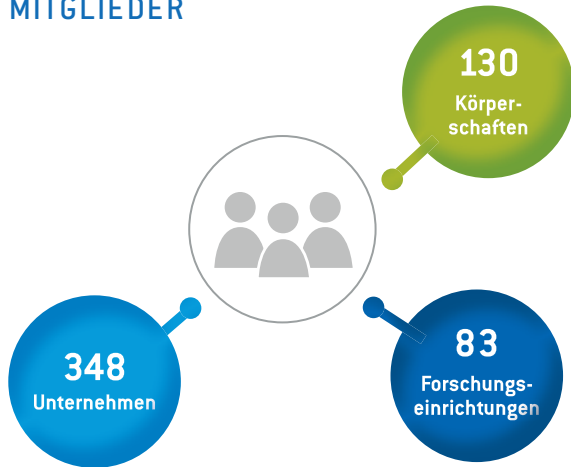 MITGLIEDER
130
Körper-
schaften
348
Unternehmen
83
Forschungs-
einrichtungen